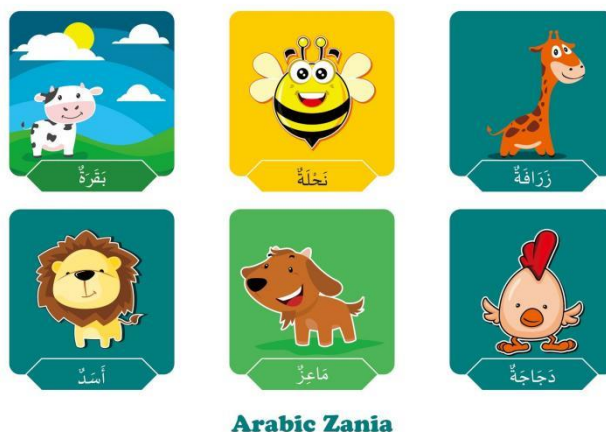 زَرَافَةٌ
نَحْلَةٌ
بَقَرَةٌ
دَجَاجَةٌ
مَاعِزٌ
أَسَدٌ
Arabic Zania